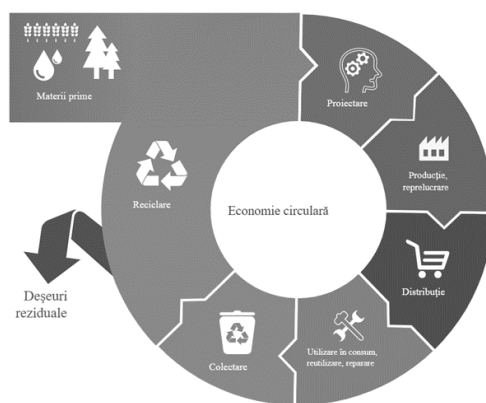 Materii prime
Proiectare
Producție,
reprelucrare
Distribuție
Utilizare în consum,
reutilizare, reparare
Colectare
Reciclare
Deșeuri
reziduale
Economie circulară